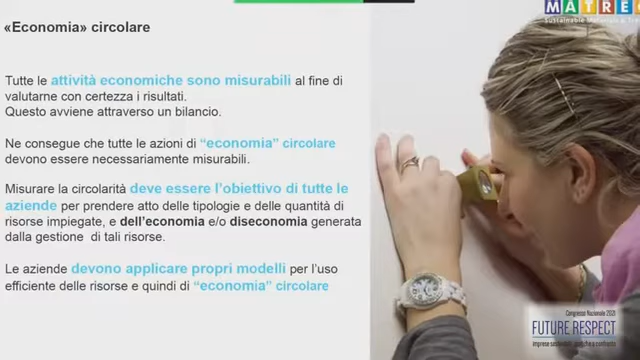 «Economia» circolare
MATREC
Tutte le attività economiche sono misurabili al fine di
valutarne con certezza i risultati.
Questo avviene attraverso un bilancio.
Ne consegue che tutte le azioni di “economia” circolare
devono essere necessariamente misurabili.
Misurare la circolarità deve essere l’obiettivo di tutte le
aziende per prendere atto delle tipologie e delle quantità di
risorse impiegate, e dell’economia e/o diseconomia generata
dalla gestione di tali risorse.
Le aziende devono applicare propri modelli per l’uso
efficiente delle risorse e quindi di “economia” circolare
Congresso Nazionale 2021
FUTURE RESPECT
imprese sostenibili